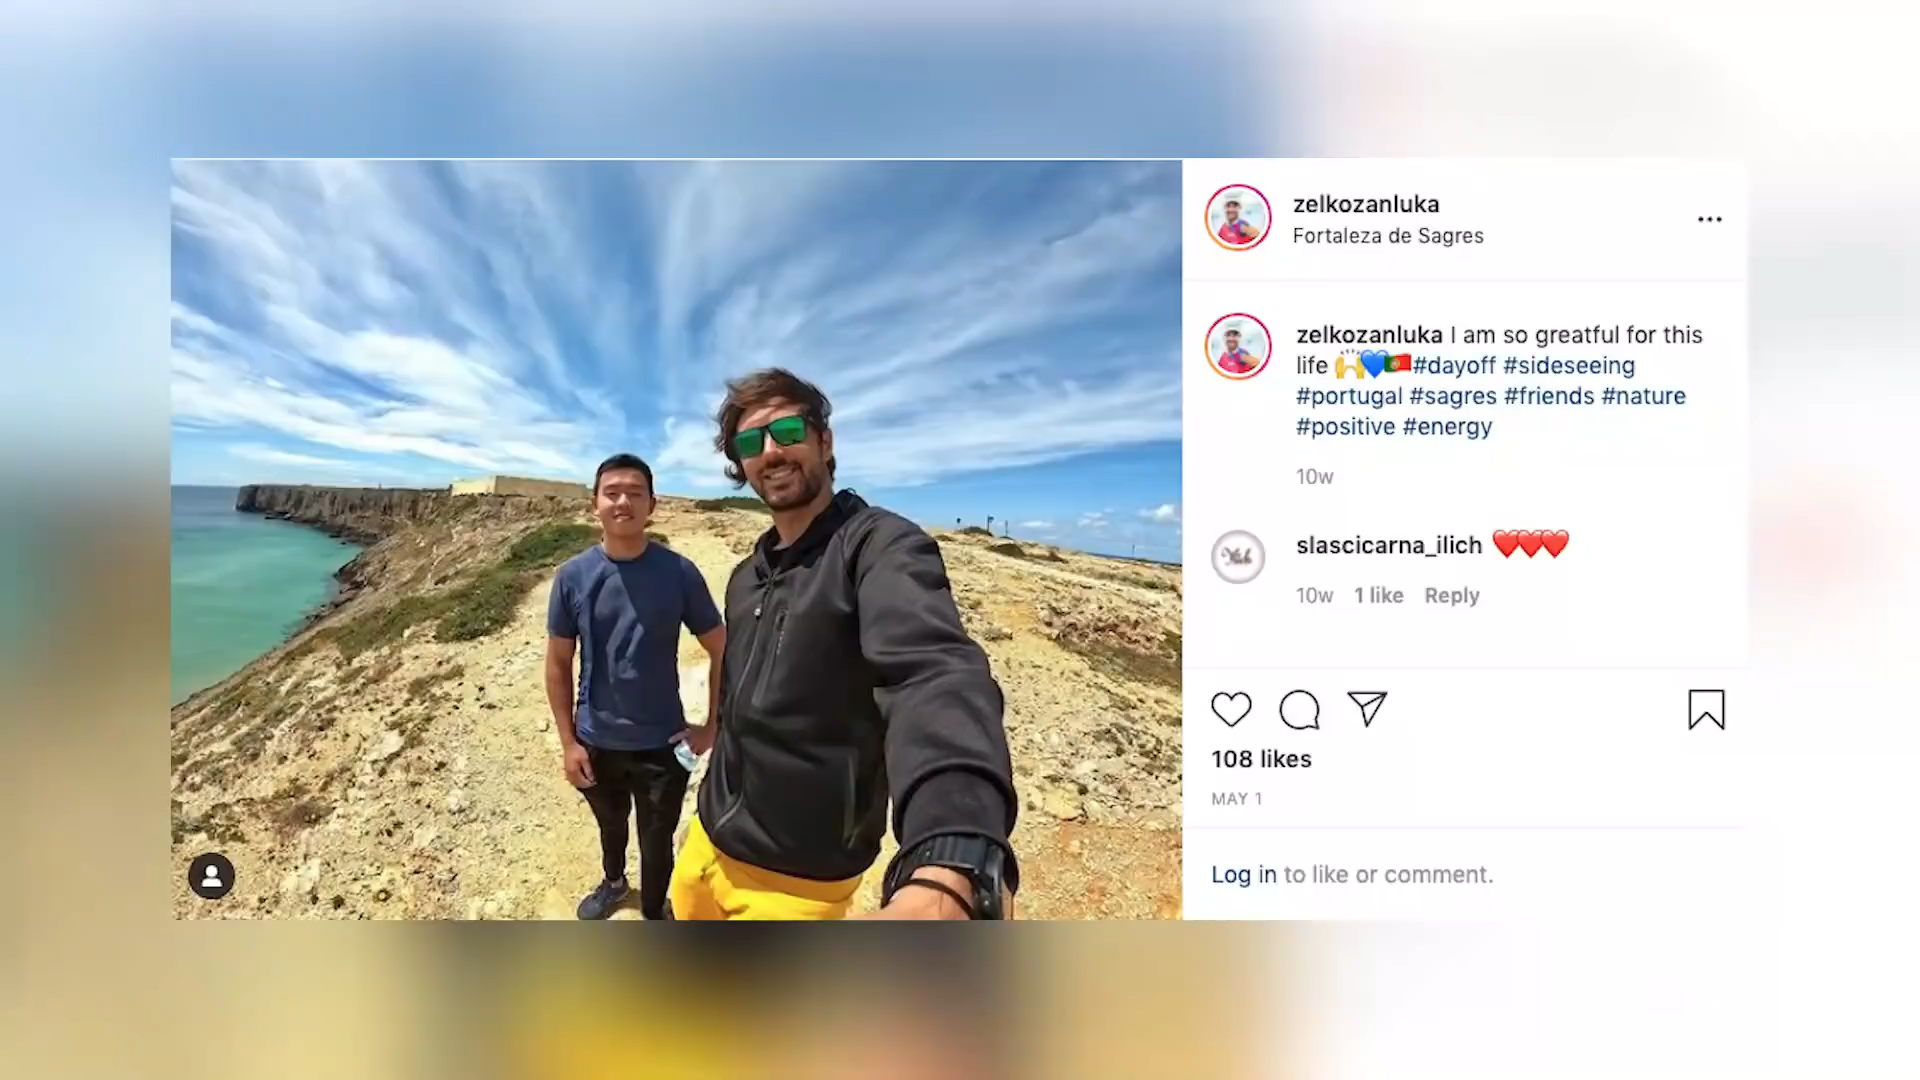 zelkozanluka
Fortaleza de Sagres
zelkozanluka I am so greatful for this
life 🙌💙🇵🇹#dayoff #sideseeing
#portugal #sagres #friends #nature
#positive #energy
10w
slascicarna_ilich ❤️❤️❤️
10w 1 like Reply
108 likes
MAY 1
Log in to like or comment.